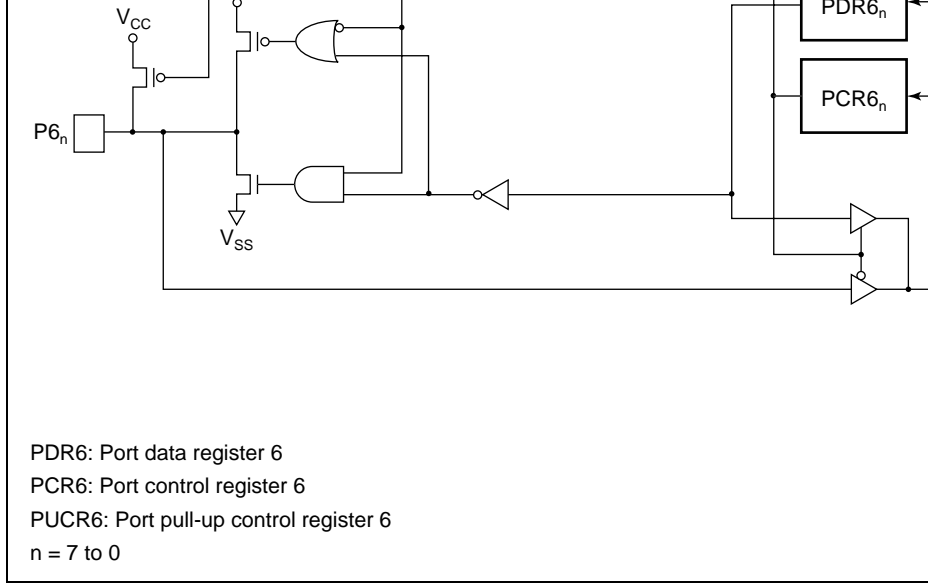 PDR6n
VCC
PCR6n
P6n
VSS
PDR6: Port data register 6
PCR6: Port control register 6
PUCR6: Port pull-up control register 6
n = 7 to 0